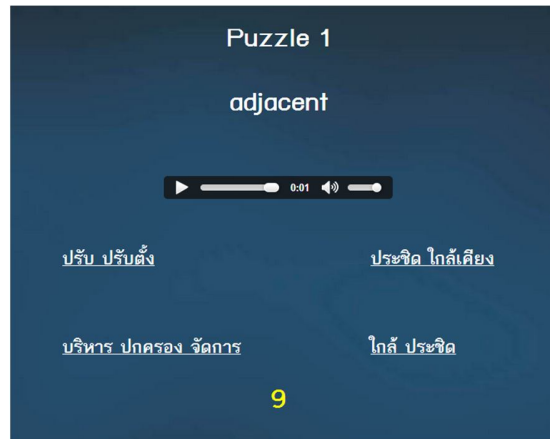 Puzzle 1
adjacent
0:01
ปรับ ปรับตั้ง
ประชิด ใกล้เคียง
บริหาร ปกครอง จัดการ
ใกล้ ประชิด
9